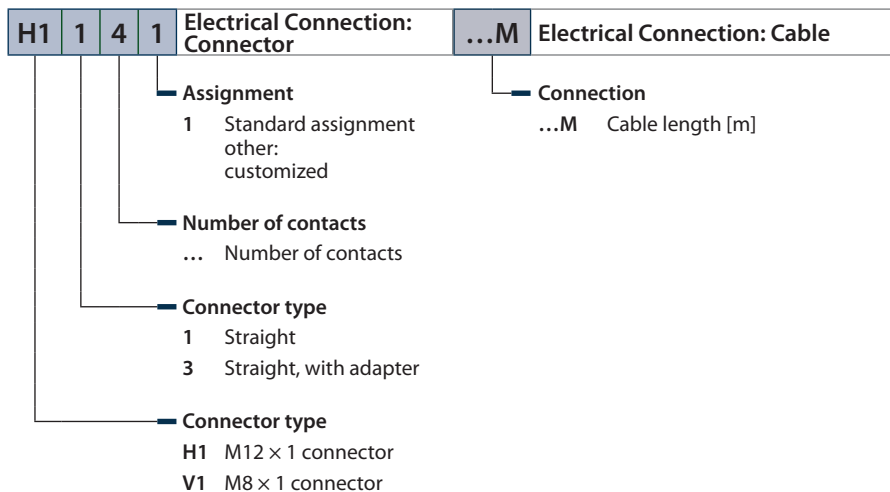 H1 1 4 1 Electrical Connection:
Connector
…M Electrical Connection: Cable
Assignment
1 Standard assignment
other:
customized
Number of contacts
… Number of contacts
Connector type
1 Straight
3 Straight, with adapter
Connector type
H1 M12 × 1 connector
V1 M8 × 1 connector
Connection
…M Cable length [m]